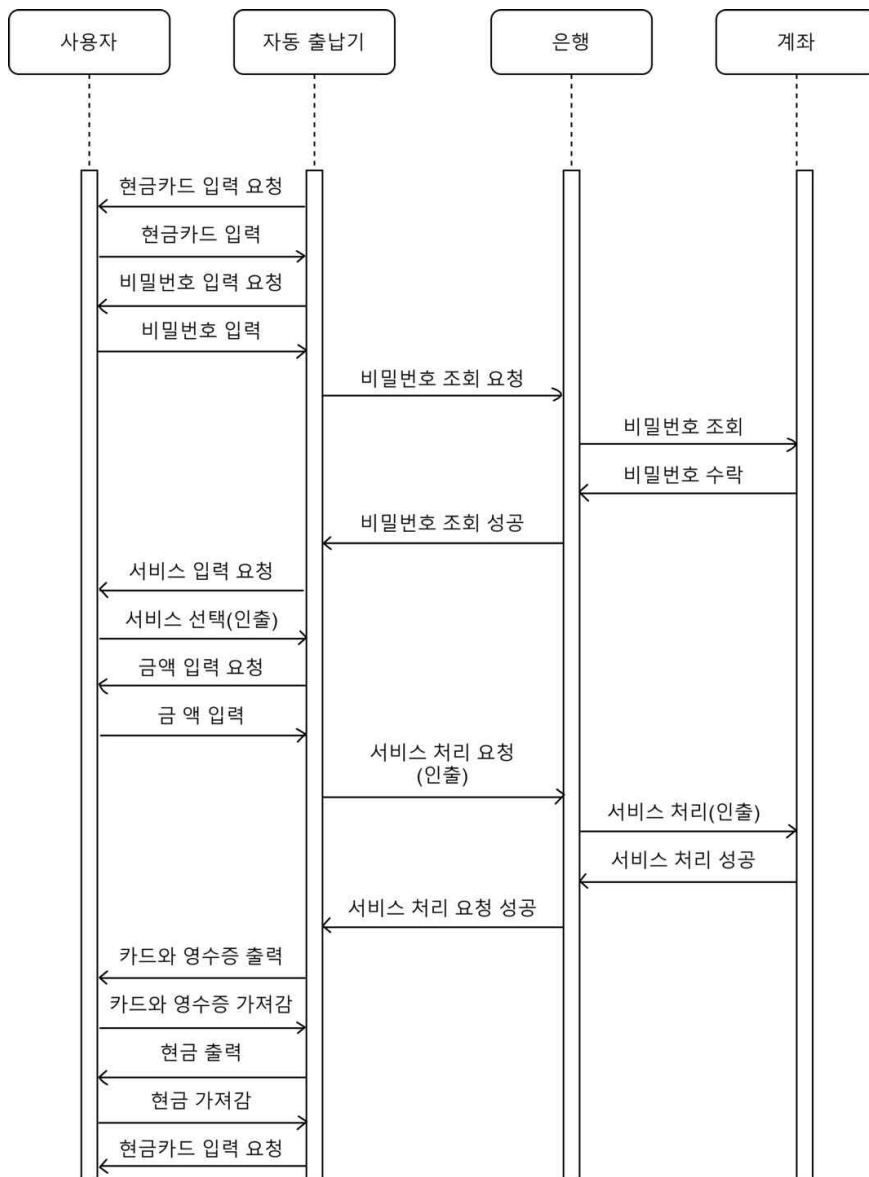 사용자
자동 출납기
은행
계좌
현금카드 입력 요청
현금카드 입력
비밀번호 입력 요청
비밀번호 입력
비밀번호 조회 요청
비밀번호 조회
비밀번호 수락
비밀번호 조회 성공
서비스 입력 요청
서비스 선택(인출)
금액 입력 요청
금 액 입력
서비스 처리 요청
(인출)
서비스 처리(인출)
서비스 처리 성공
서비스 처리 요청 성공
카드와 영수증 출력
카드와 영수증 가져감
현금 출력
현금 가져감
현금카드 입력 요청